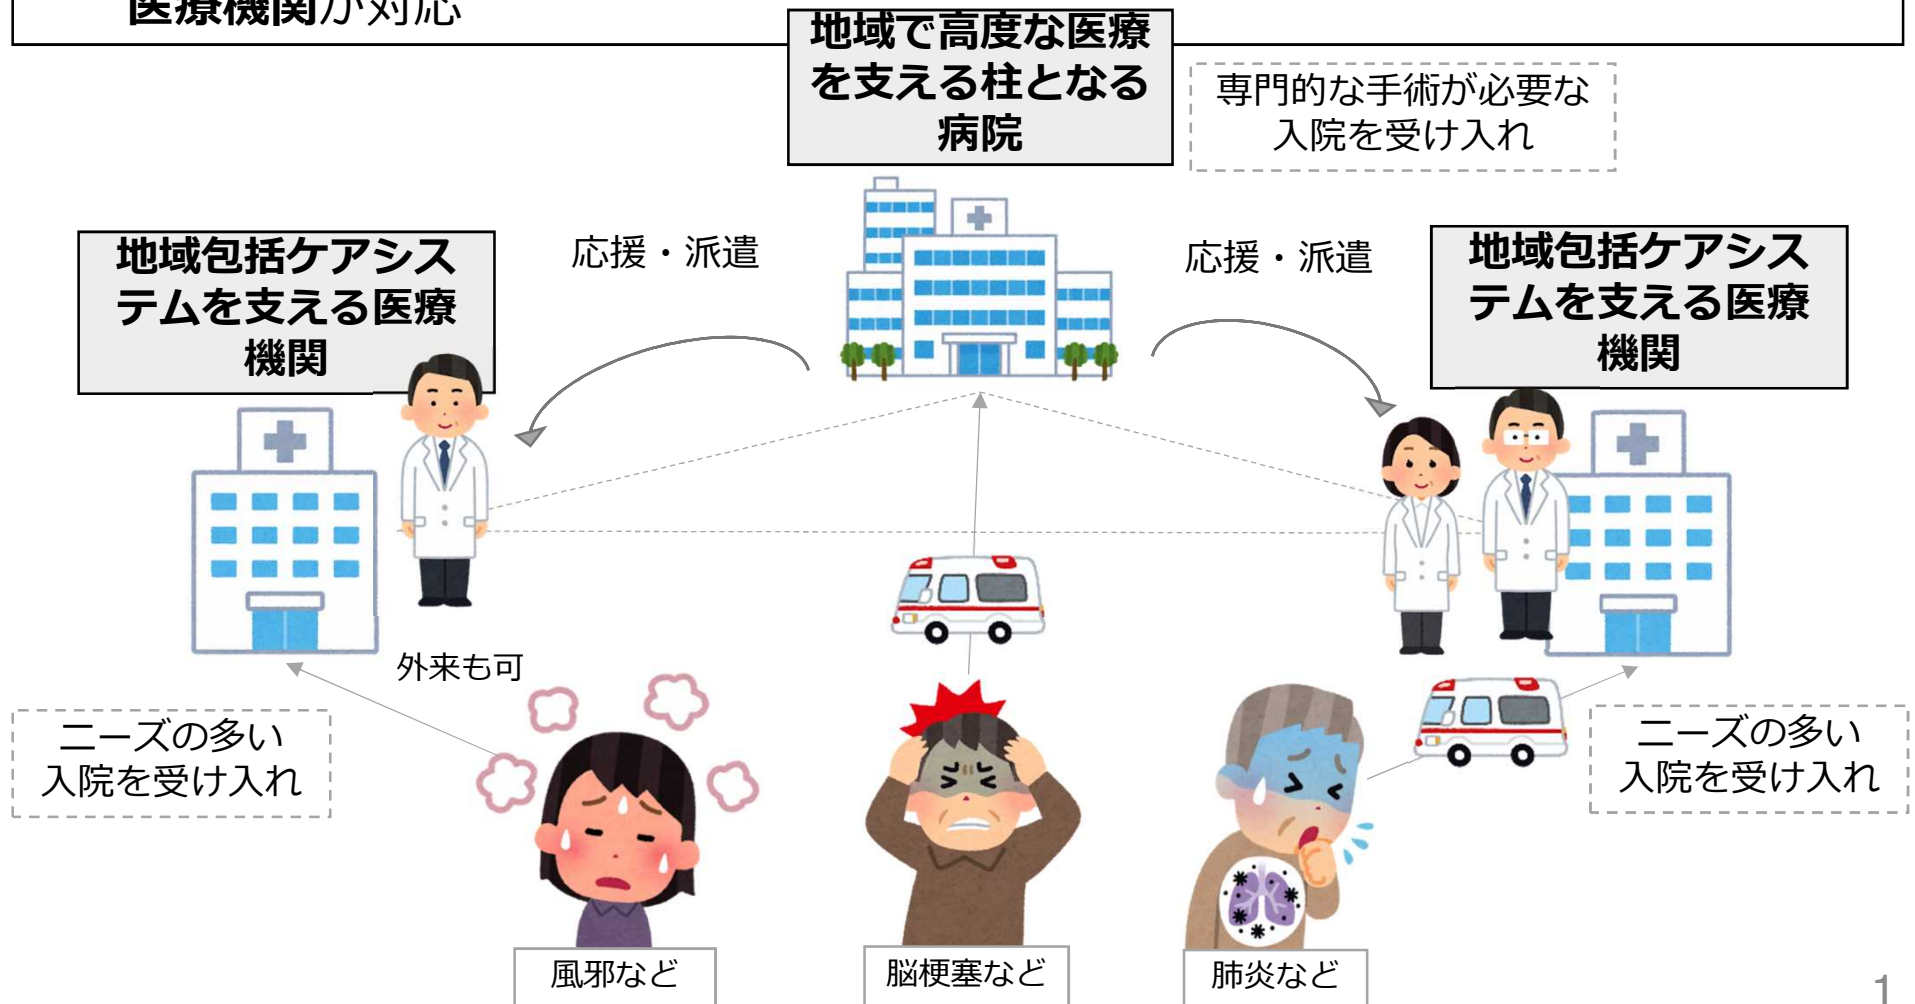 医療機関が対応
地域で高度な医療
を支える柱となる
病院
専門的な手術が必要な
入院を受け入れ
地域包括ケアシス
テムを支える医療
機関
応援・派遣
応援・派遣
地域包括ケアシス
テムを支える医療
機関
外来も可
ニーズの多い
入院を受け入れ
ニーズの多い
入院を受け入れ
風邪など
脳梗塞など
肺炎など
1